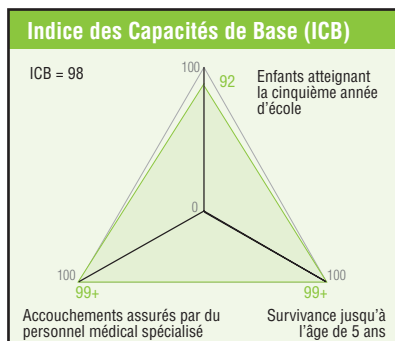 Indice des Capacités de Base (ICB)
ICB = 98
100
92
Enfants atteignant
la cinquième année
d'école
0
100
99+
100
99+
Accouchements assurés par du
personnel médical spécialisé
Survivance jusqu'à
l'âge de 5 ans